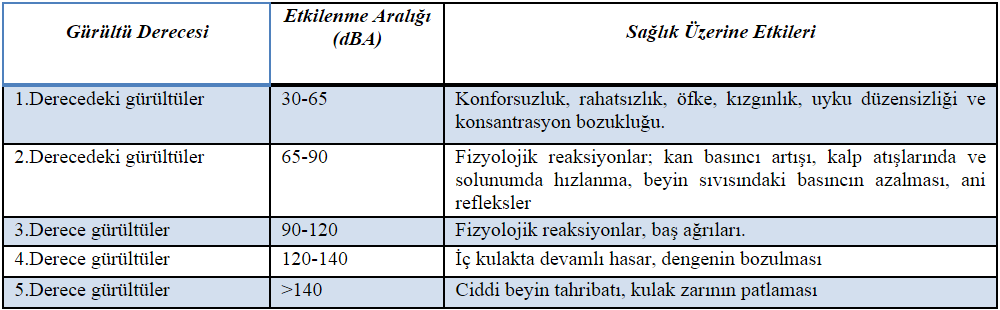 Gürültü Derecesi
Etkilenme Aralığı
(dBA)
Sağlık Üzerine Etkileri
1.Derecedeki gürültüler
30-65
Konforsuzluk, rahatsızlık, öfke, kızgınlık, uyku düzensizliği ve
konsantrasyon bozukluğu.
2.Derecedeki gürültüler
65-90
Fizyolojik reaksiyonlar; kan basıncı artışı, kalp atışlarında ve
solunumda hızlanma, beyin sıvısındaki basıncın azalması, ani
refleksler
3.Derece gürültüler
90-120
Fizyolojik reaksiyonlar, baş ağrıları.
4.Derece gürültüler
120-140
İç kulakta devamlı hasar, dengenin bozulması
5.Derece gürültüler
>140
Ciddi beyin tahribatı, kulak zarının patlaması